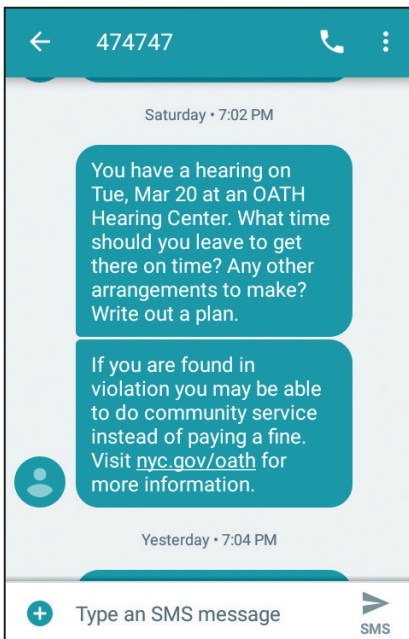 474747
Saturday • 7:02 PM
You have a hearing on
Tue, Mar 20 at an OATH
Hearing Center. What time
should you leave to get
there on time? Any other
arrangements to make?
Write out a plan.
If you are found in
violation you may be able
to do community service
instead of paying a fine.
Visit nyc.gov/oath for
more information.
Yesterday • 7:04 PM
Type an SMS message
SMS